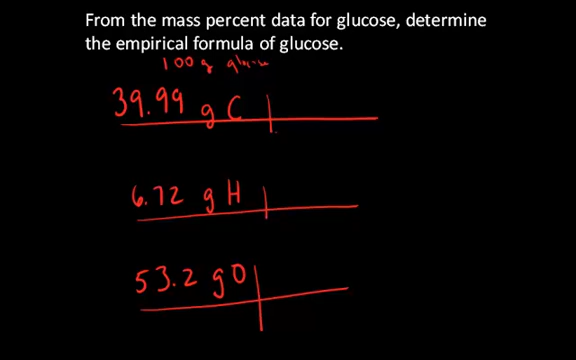 From the mass percent data for glucose, determine
the empirical formula of glucose.
100 g
39.99 g C
6.72 g H
53.2 g O